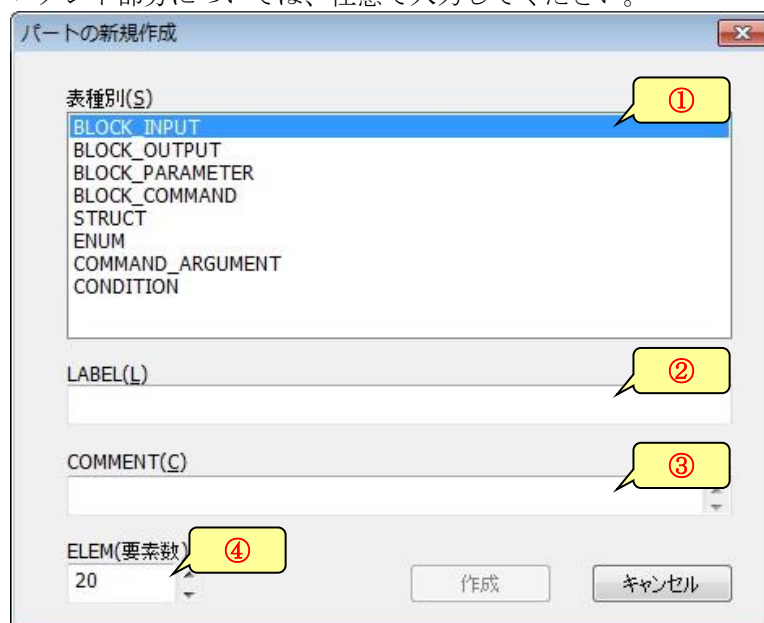 パートの新規作成
表種別(S)
①
BLOCK_INPUT
BLOCK_OUTPUT
BLOCK_PARAMETER
BLOCK_COMMAND
STRUCT
ENUM
COMMAND_ARGUMENT
CONDITION
LABEL(L)
②
COMMENT(C)
③
ELEM(要素数)
④
20
作成
キャンセル